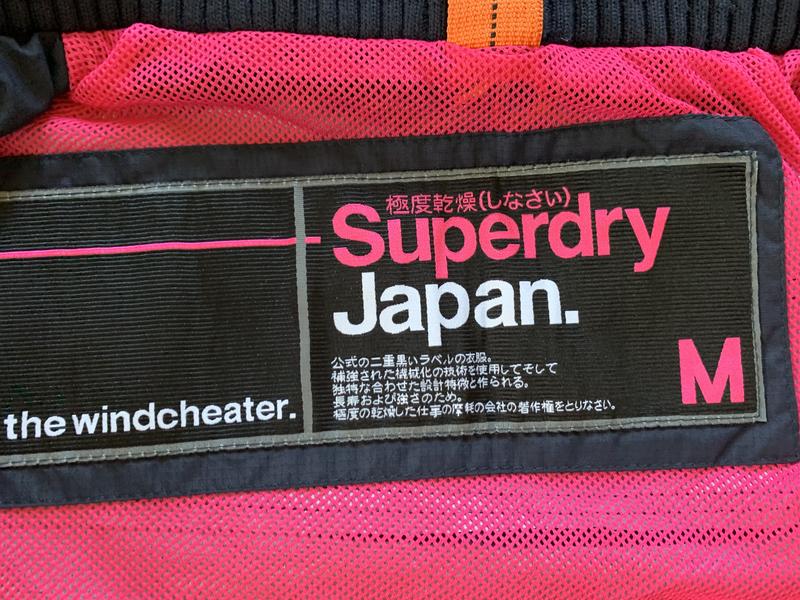 極度乾燥(しなさい)
Superdry
Japan.
公式の二重黒いラベルの衣服。
補強された機械化の技術を使用してそして
独特な合わせた設計特徴と作られる。
長寿および強さのため。
極度の乾燥した仕事の摩耗の会社の著作権をとりなさい。
M
the windcheater.